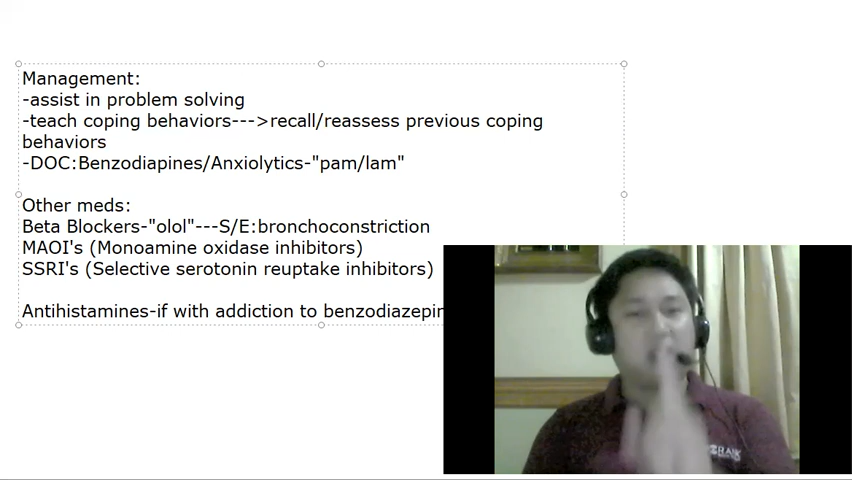 Management:
-assist in problem solving
-teach coping behaviors--->recall/reassess previous coping
behaviors
-DOC:Benzodiapines/Anxiolytics-"pam/lam"
Other meds:
Beta Blockers-"olol"---S/E:bronchoconstriction
MAOI's (Monoamine oxidase inhibitors)
SSRI's (Selective serotonin reuptake inhibitors)
Antihistamines-if with addiction to